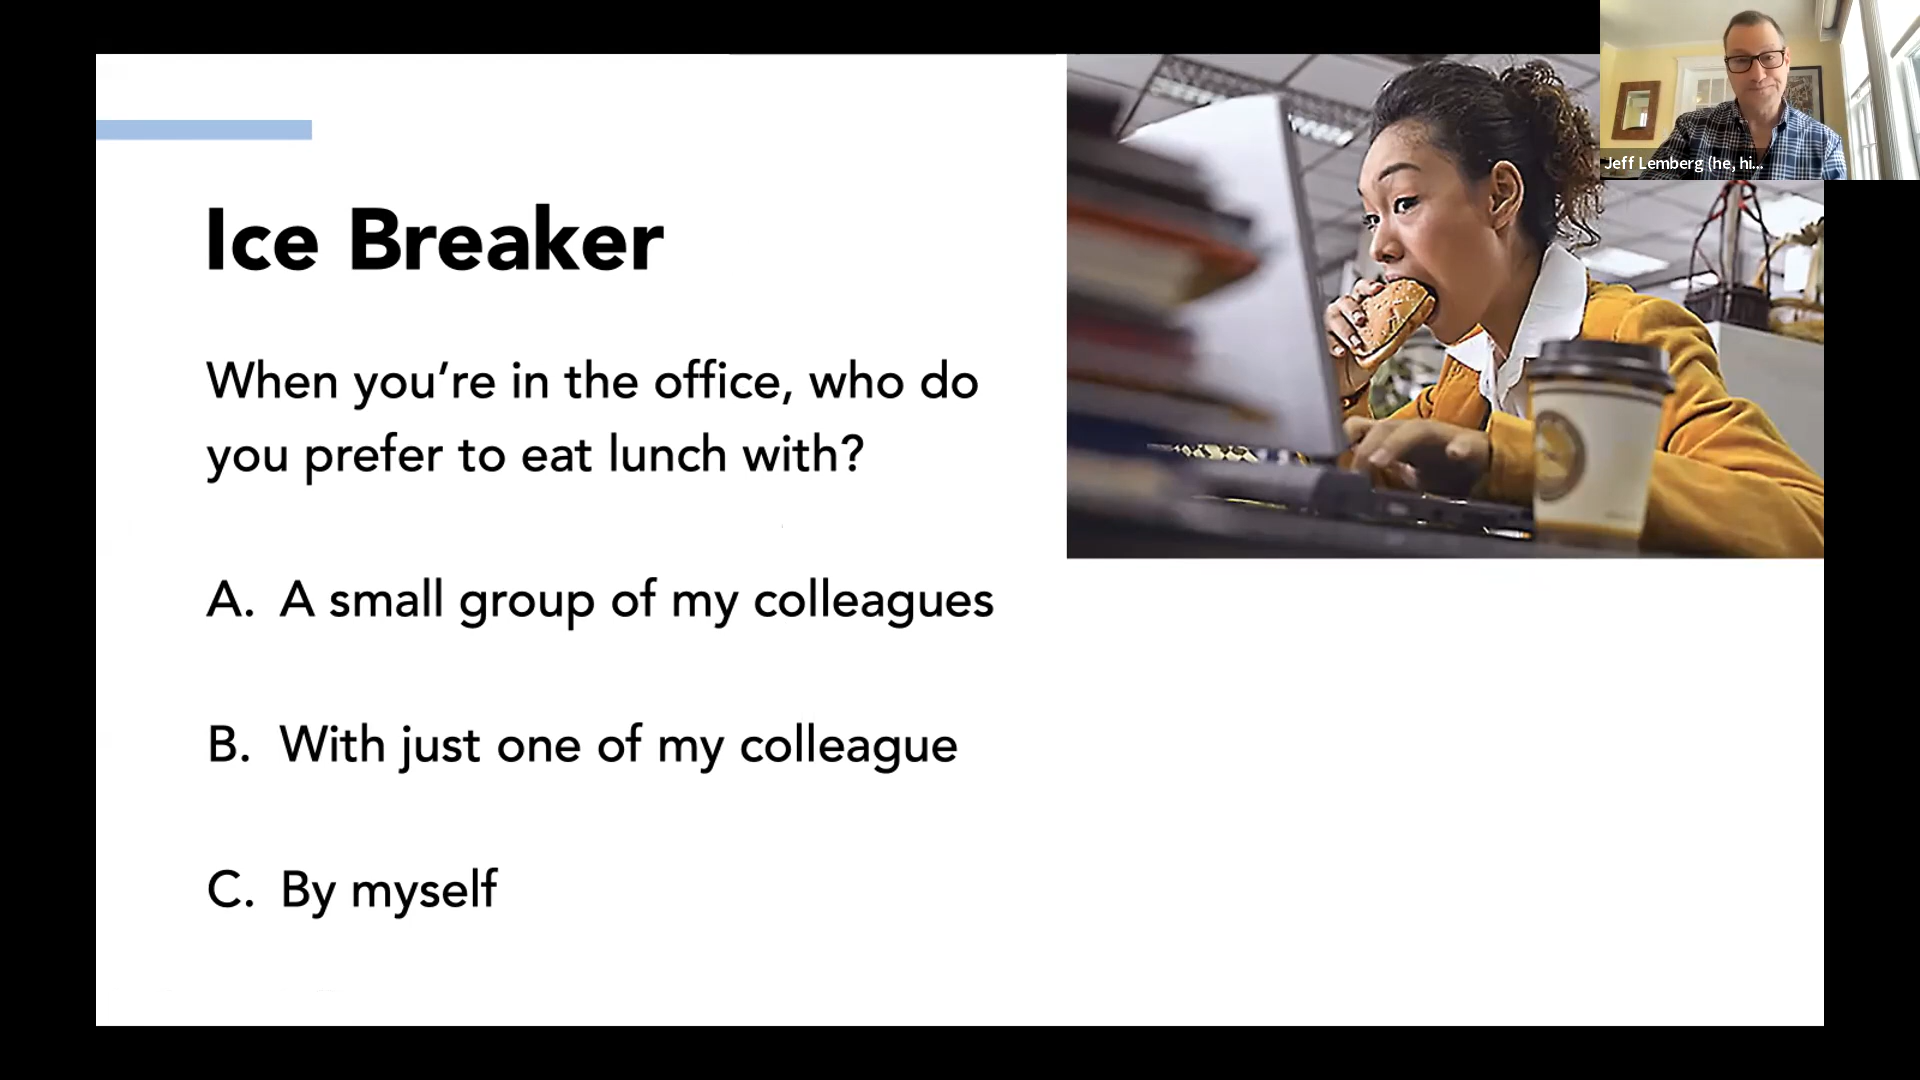 Ice Breaker
When you’re in the office, who do
you prefer to eat lunch with?
A. A small group of my colleagues
B. With just one of my colleague
C. By myself
Jeff Lemberg (he, hi...